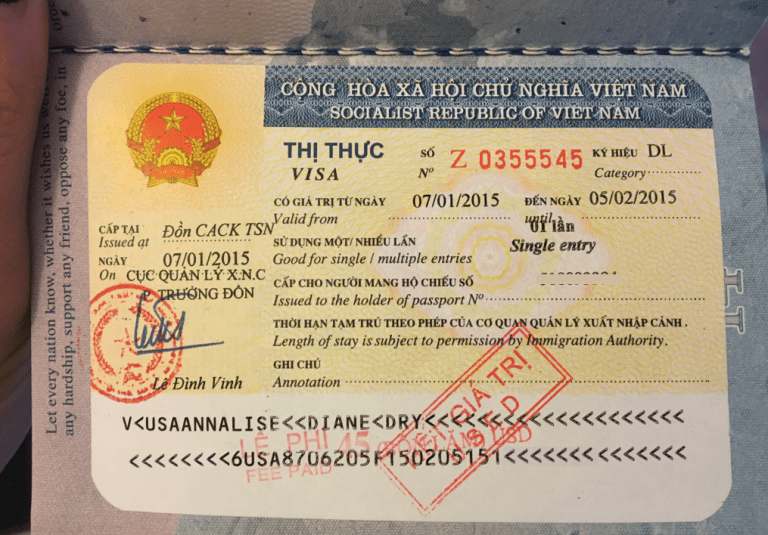 Let every nation know, whether it wishes us we
any hardship, support any friend, oppose any foe, in
CỘNG HÒA XÃ HỘI CHỦ NGHĨA VIỆT NAM
SOCIALIST REPUBLIC OF VIET NAM
THỊ THỰC SỐ Z 0355545 KÝ HIỆU DL
VISA Nº Category
CÓ GIÁ TRỊ TỪ NGÀY 07/01/2015 ĐẾN NGÀY 05/02/2015
Valid from until
CẤP TẠI Đồn CACK TSN
Issued at
SỬ DỤNG MỘT/ NHIỀU LẦN 01 lần
Good for single / multiple entries Single entry
NGÀY 07/01/2015
On CỤC QUẢN LÝ X.N.C
P TRƯỞNG ĐỒN
CẤP CHO NGƯỜI MANG HỘ CHIẾU SỐ
Issued to the holder of passport Nº
THỜI HẠN TẠM TRÚ THEO PHÉP CỦA CƠ QUAN QUẢN LÝ XUẤT NHẬP CẢNH .
Length of stay is subject to permission by Immigration Authority.
GHI CHÚ
Annotation
Lê Đình Vinh
HẾT GIÁ TRỊ
V<USAANNALISE<<DIANE<DRY<<<<<<<<<<<<<<<<<<<<
LỆ PHÍ 45 USD
FEE PAID
<<<<<<<<<6USA8706205F150205151<<<<<<<<<<<<<<